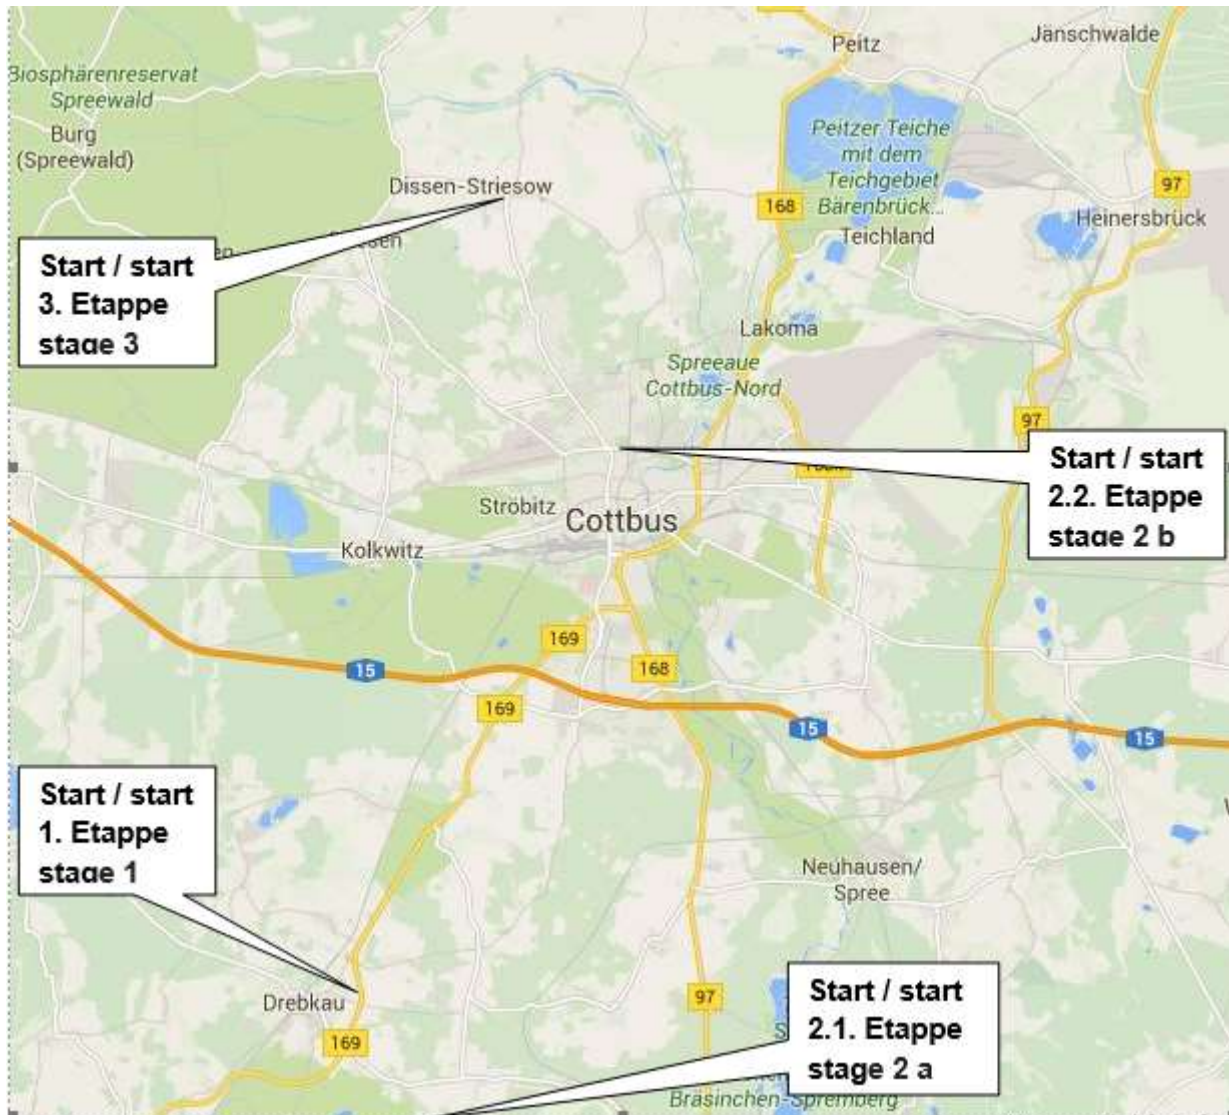 Peitz
Jänschwalde
Biosphärenreservat
Spreewald
Burg
(Spreewald)
Peitzer Teiche
mit dem
Teichgebiet
Bärenbrück...
Dissen-Striesow
97
168
Heinersbrück
Teichland
Start / start
3. Etappe
stage 3
Lakoma
Spreeaue
Cottbus-Nord
97
Start / start
2.2. Etappe
stage 2 b
Ströbitz
Cottbus
Kolkwitz
169
168
15
169
15
15
Start / start
1. Etappe
stage 1
Neuhausen/
Spree
Drebkau
97
169
Start / start
2.1. Etappe
stage 2 a
Bräsinchen-Spremberg